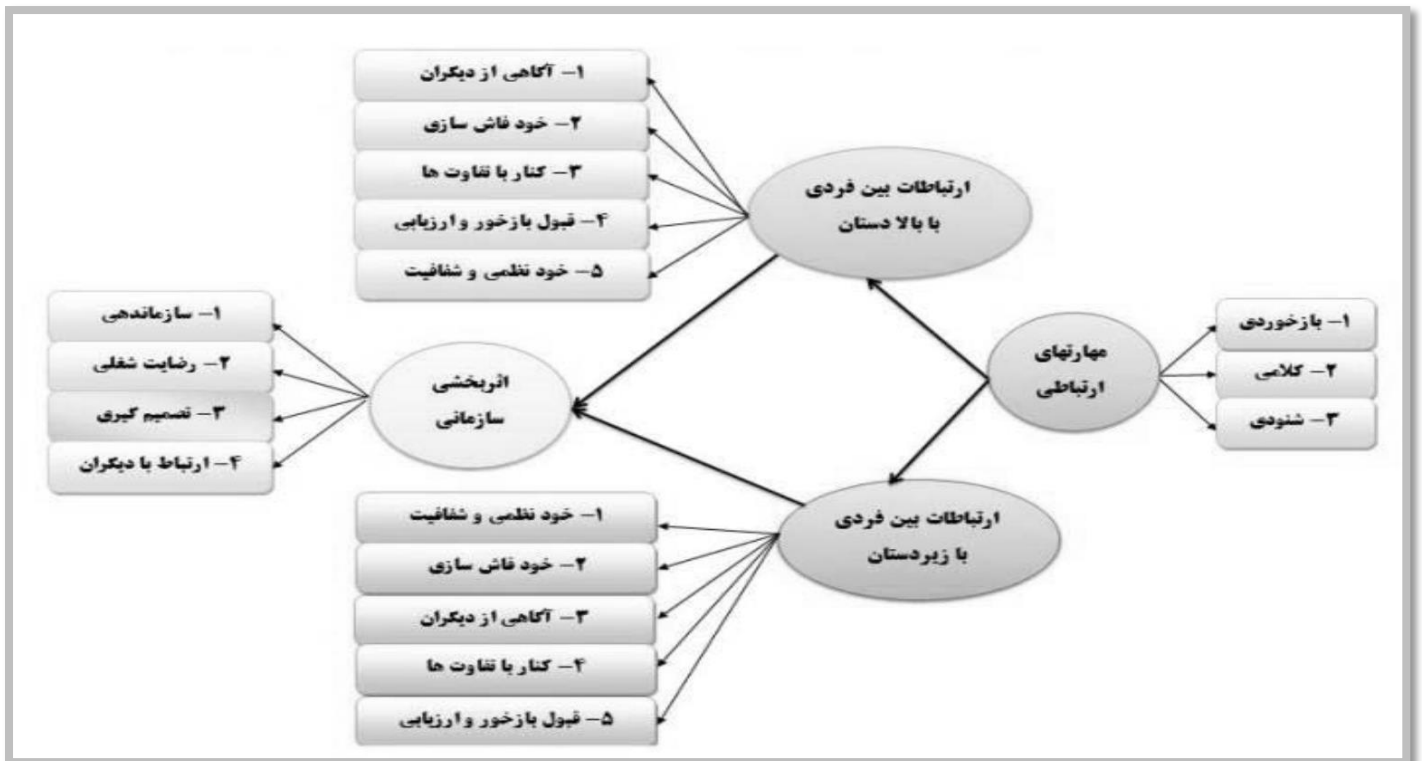 ۱– آگاهی از دیگران
۲– خود فاش سازی
۳– کنار با تفاوت ها
۴– قبول بازخور و ارزیابی
۵– خود نظمی و شفافیت
ارتباطات بین فردی
با بالا دستان
مهارتهای
ارتباطی
۱– بازخوردی
۲– کلامی
۳– شنودی
اثربخشی
سازمانی
۱– سازماندهی
۲– رضایت شغلی
۳– تصمیم گیری
۴– ارتباط با دیگران
ارتباطات بین فردی
با زیردستان
۱– خود نظمی و شفافیت
۲– خود فاش سازی
۳– آگاهی از دیگران
۴– کنار با تفاوت ها
۵– قبول بازخور و ارزیابی